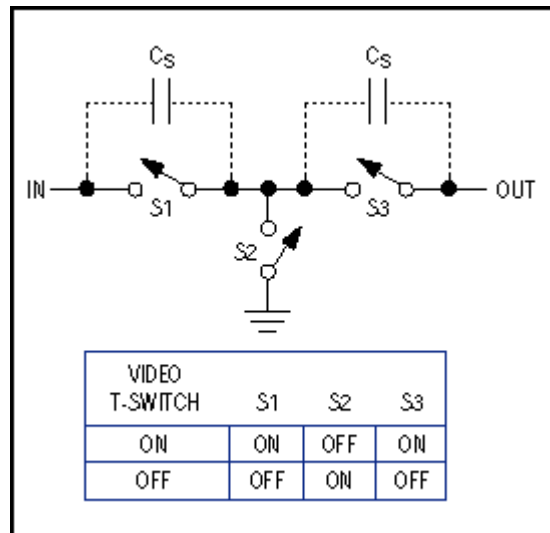 CS CS
IN S1 S3 OUT
S2
VIDEO
T-SWITCH S1 S2 S3
ON ON OFF ON
OFF OFF ON OFF